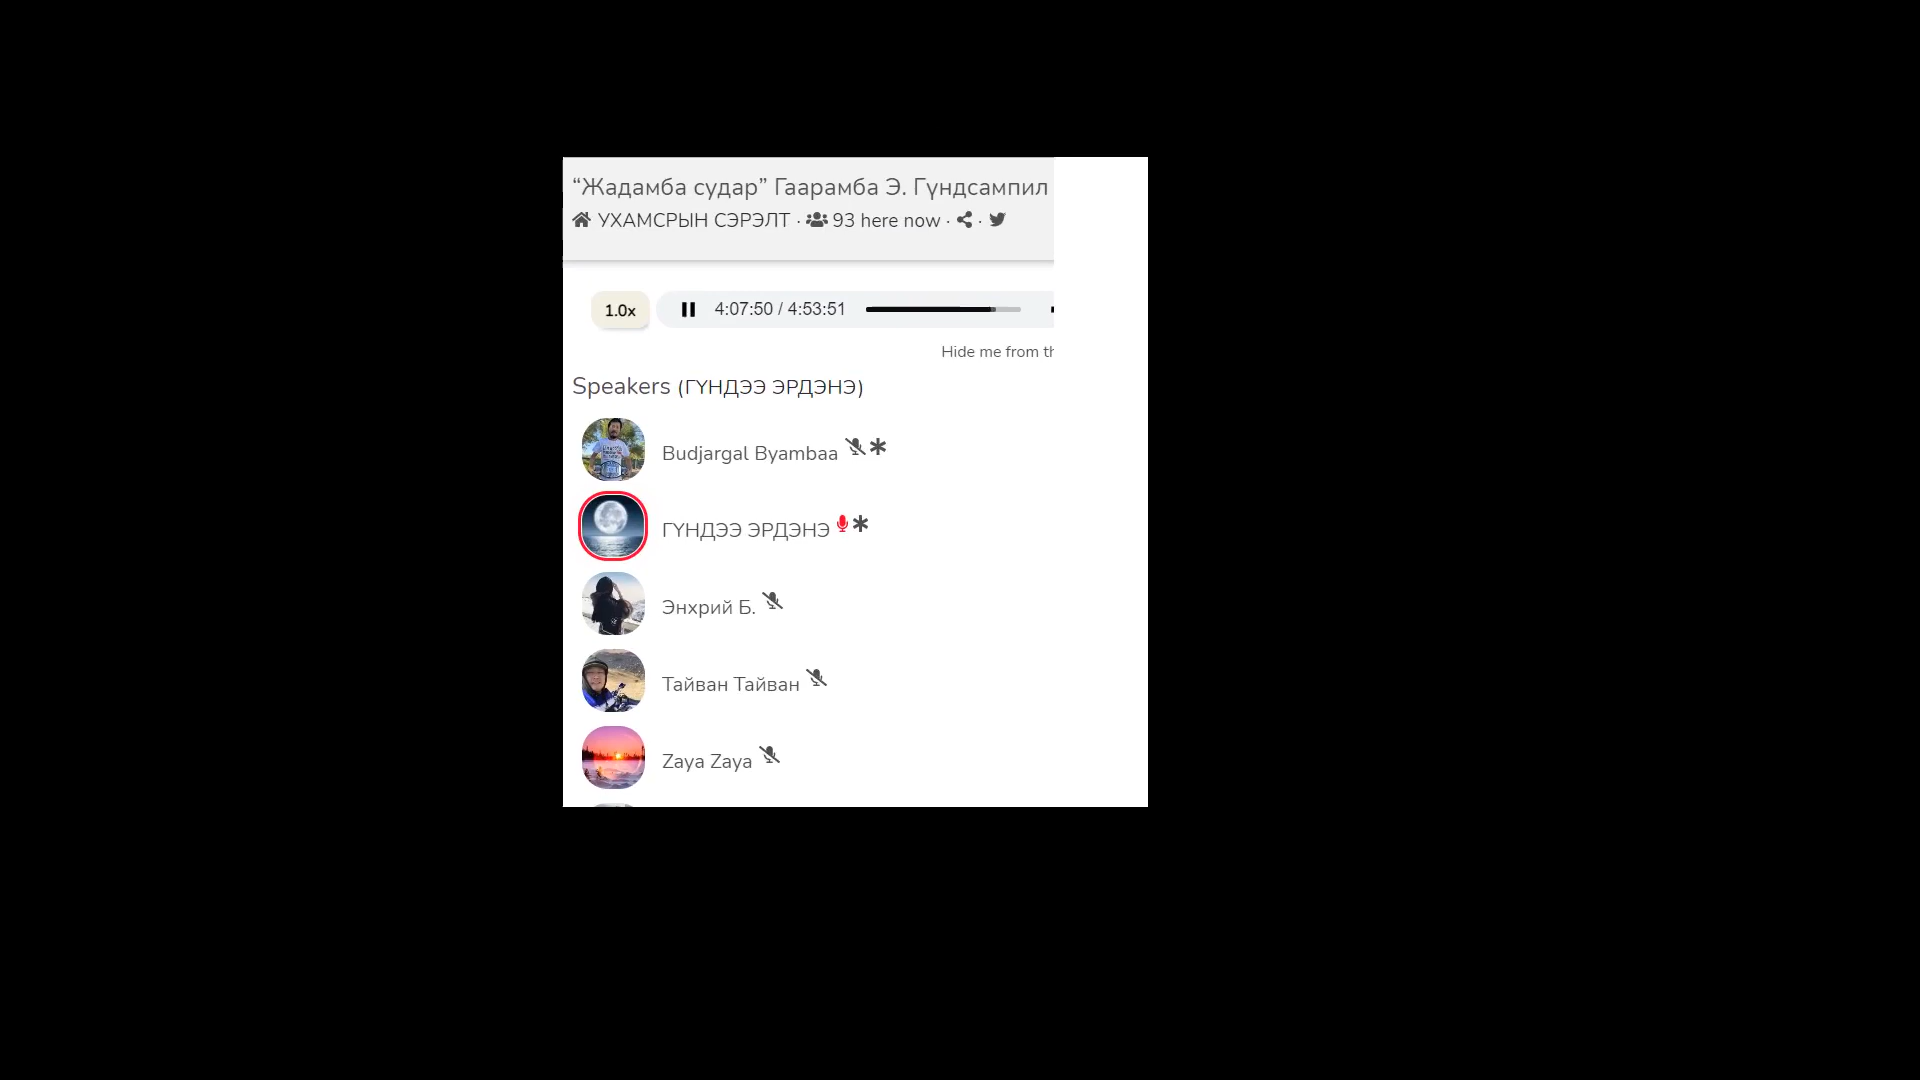 “Жадамба судар” Гаарамба Э. Гүндсампил
УХАМСРЫН СЭРЭЛТ · 93 here now · ·
1.0x 4:07:50 / 4:53:51
Hide me from th
Speakers (ГҮНДЭЭ ЭРДЭНЭ)
Budjargal Byambaa
ГҮНДЭЭ ЭРДЭНЭ
Энхрий Б.
Тайван Тайван
Zaya Zaya